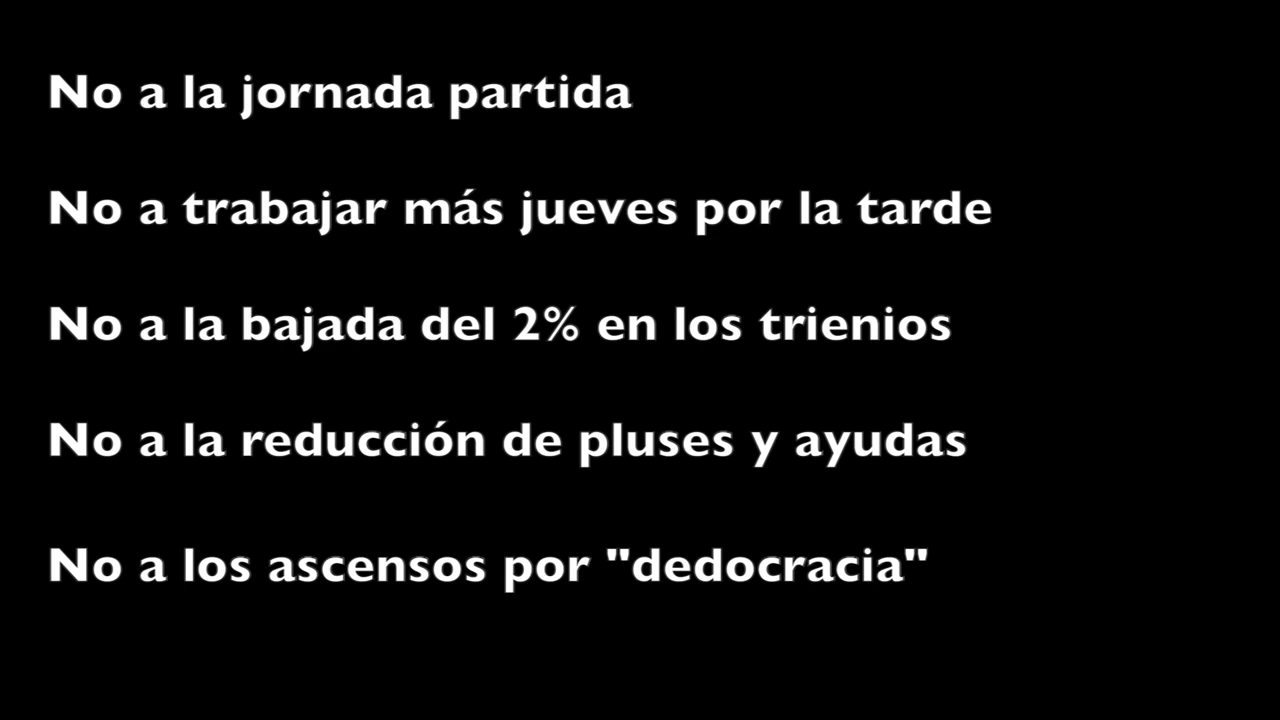 No a la jornada partida
No a trabajar más jueves por la tarde
No a la bajada del 2% en los trienios
No a la reducción de pluses y ayudas
No a los ascensos por "dedocracia"